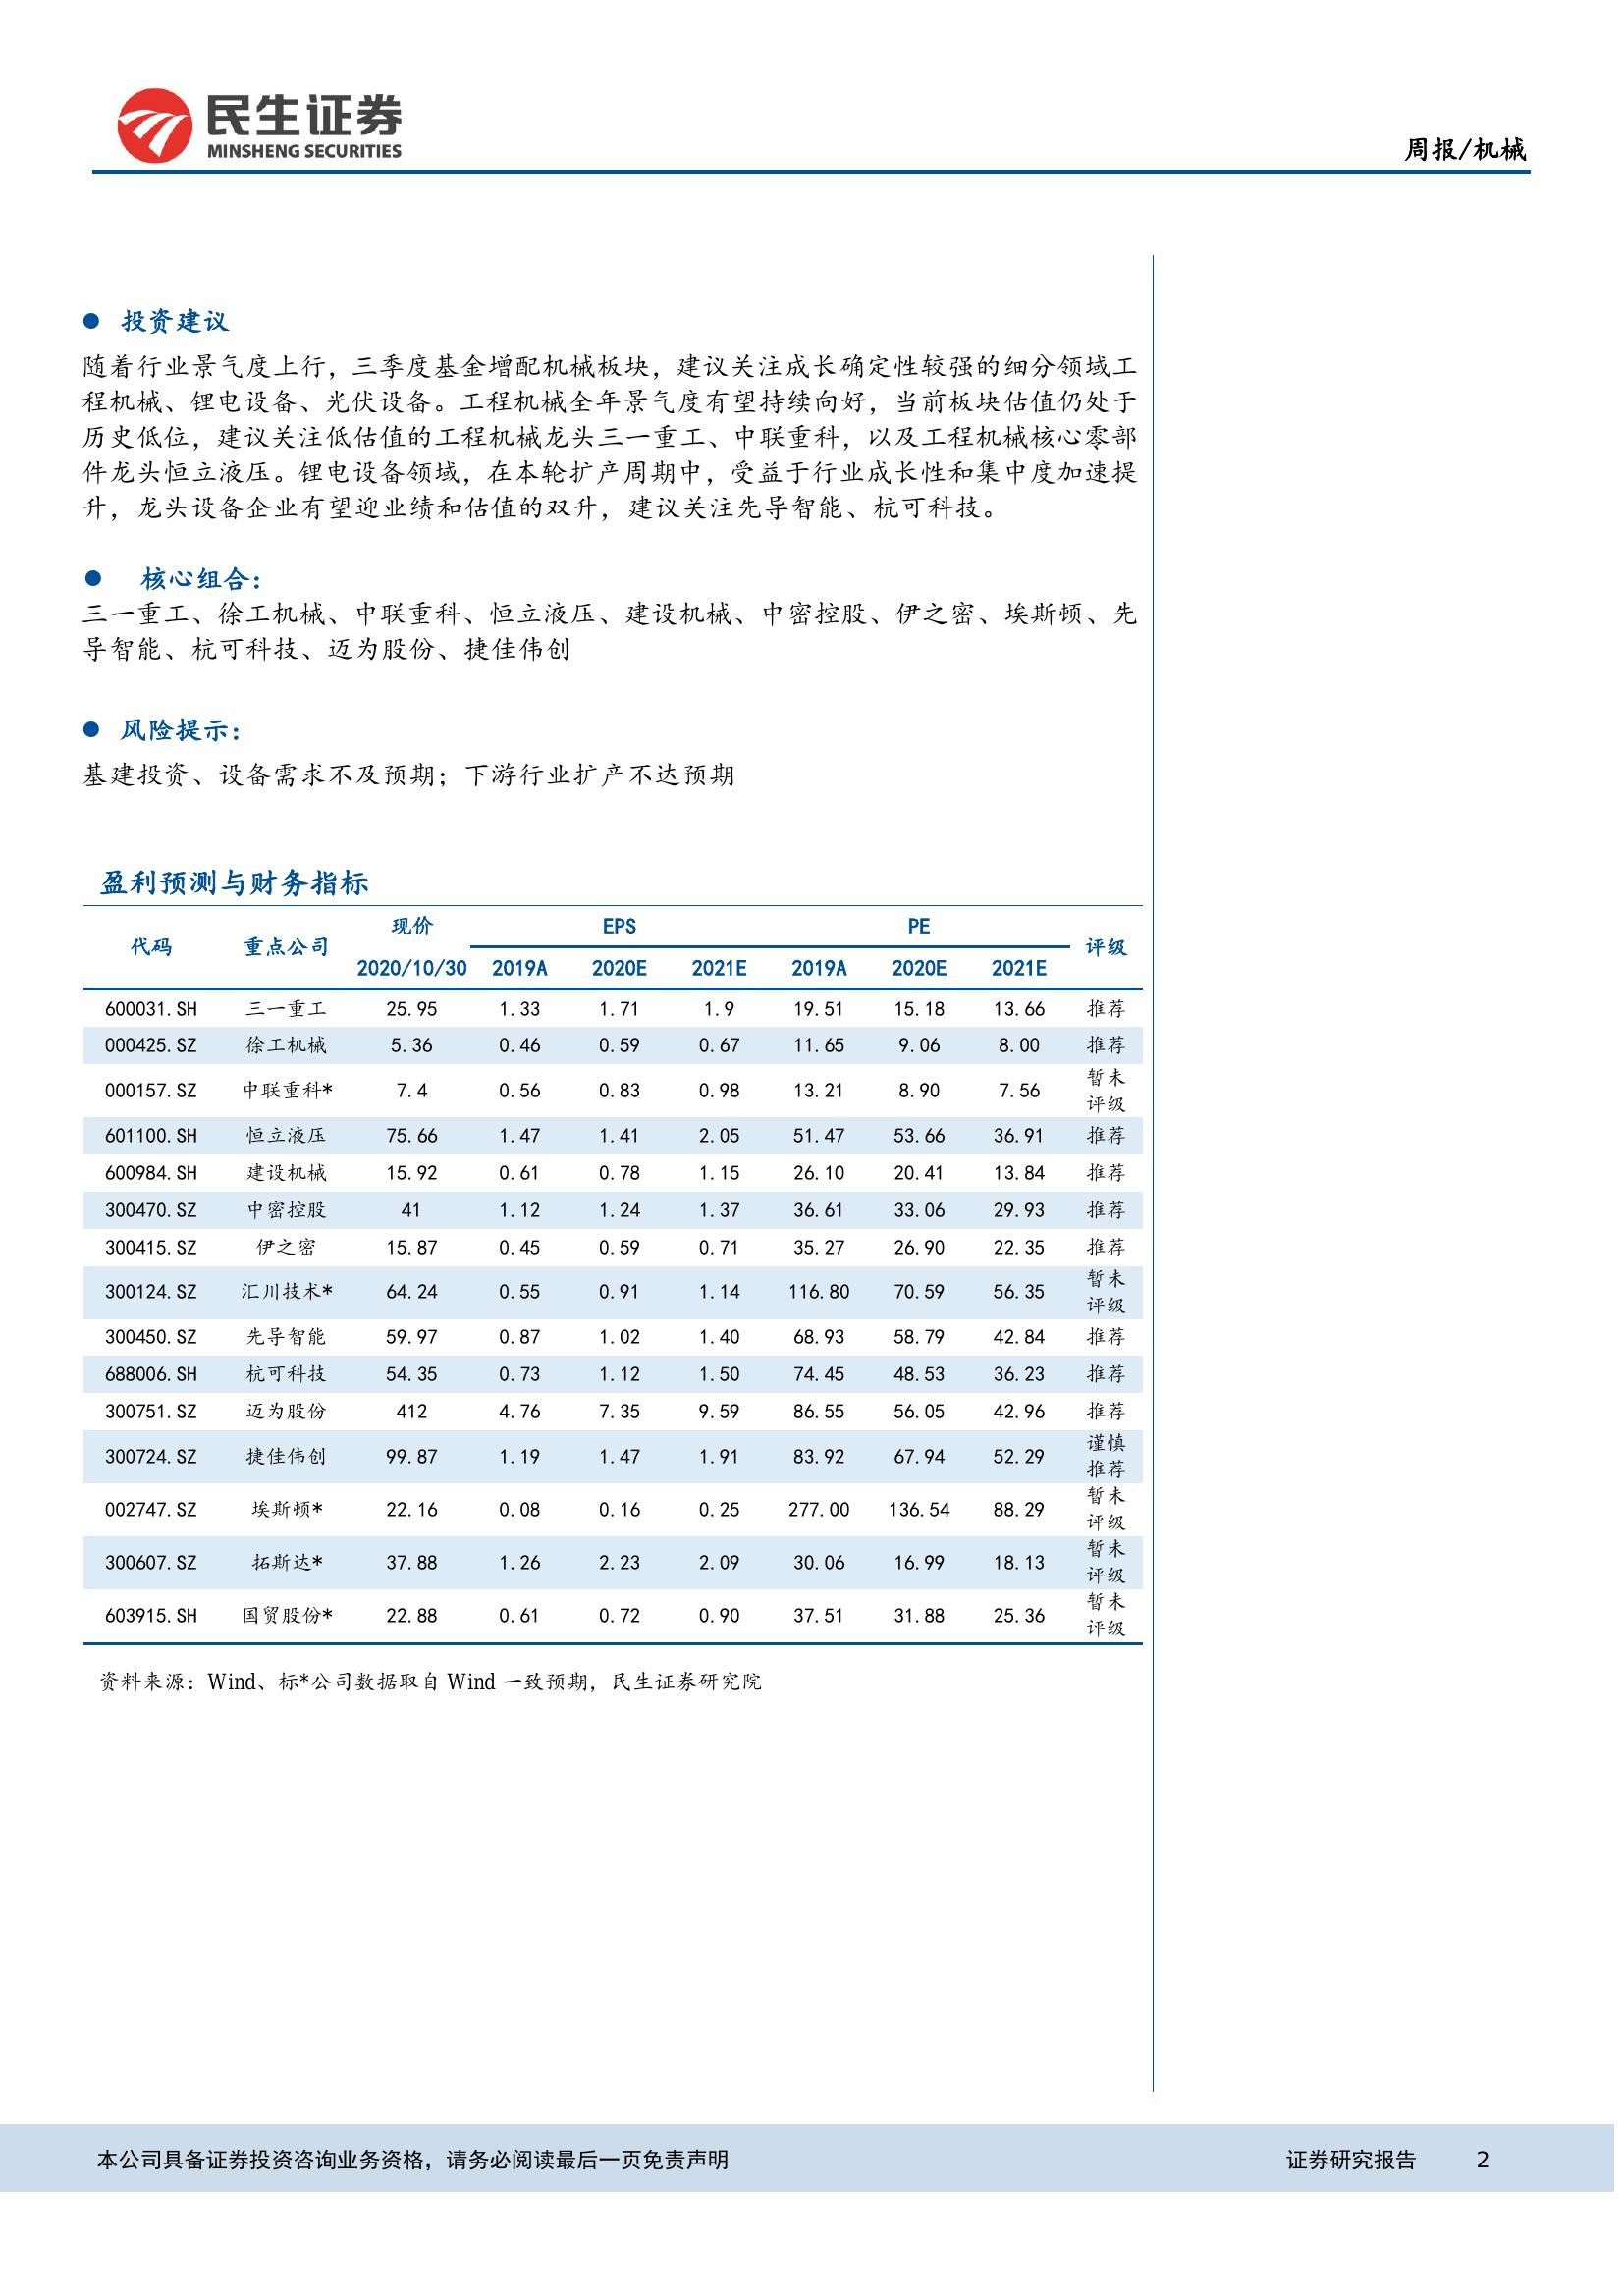 民生证券
MINSHENG SECURITIES
周报/机械
● 投资建议
随着行业景气度上行，三季度基金增配机械板块，建议关注成长确定性较强的细分领域工
程机械、锂电设备、光伏设备。工程机械全年景气度有望持续向好，当前板块估值仍处于
历史低位，建议关注低估值的工程机械龙头三一重工、中联重科，以及工程机械核心零部
件龙头恒立液压。锂电设备领域，在本轮扩产周期中，受益于行业成长性和集中度加速提
升，龙头设备企业有望迎业绩和估值的双升，建议关注先导智能、杭可科技。
● 核心组合：
三一重工、徐工机械、中联重科、恒立液压、建设机械、中密控股、伊之密、埃斯顿、先
导智能、杭可科技、迈为股份、捷佳伟创
● 风险提示：
基建投资、设备需求不及预期；下游行业扩产不达预期
盈利预测与财务指标
代码 重点公司 现价 EPS PE 评级
2020/10/30 2019A 2020E 2021E 2019A 2020E 2021E
600031.SH 三一重工 25.95 1.33 1.71 1.9 19.51 15.18 13.66 推荐
000425.SZ 徐工机械 5.36 0.46 0.59 0.67 11.65 9.06 8.00 推荐
000157.SZ 中联重科* 7.4 0.56 0.83 0.98 13.21 8.90 7.56 暂未
评级
601100.SH 恒立液压 75.66 1.47 1.41 2.05 51.47 53.66 36.91 推荐
600984.SH 建设机械 15.92 0.61 0.78 1.15 26.10 20.41 13.84 推荐
300470.SZ 中密控股 41 1.12 1.24 1.37 36.61 33.06 29.93 推荐
300415.SZ 伊之密 15.87 0.45 0.59 0.71 35.27 26.90 22.35 推荐
300124.SZ 汇川技术* 64.24 0.55 0.91 1.14 116.80 70.59 56.35 暂未
评级
300450.SZ 先导智能 59.97 0.87 1.02 1.40 68.93 58.79 42.84 推荐
688006.SH 杭可科技 54.35 0.73 1.12 1.50 74.45 48.53 36.23 推荐
300751.SZ 迈为股份 412 4.76 7.35 9.59 86.55 56.05 42.96 推荐
300724.SZ 捷佳伟创 99.87 1.19 1.47 1.91 83.92 67.94 52.29 谨慎
推荐
002747.SZ 埃斯顿* 22.16 0.08 0.16 0.25 277.00 136.54 88.29 暂未
评级
300607.SZ 拓斯达* 37.88 1.26 2.23 2.09 30.06 16.99 18.13 暂未
评级
603915.SH 国贸股份* 22.88 0.61 0.72 0.90 37.51 31.88 25.36 暂未
评级
资料来源：Wind、标*公司数据取自 Wind 一致预期，民生证券研究院
本公司具备证券投资咨询业务资格，请务必阅读最后一页免责声明 证券研究报告 2